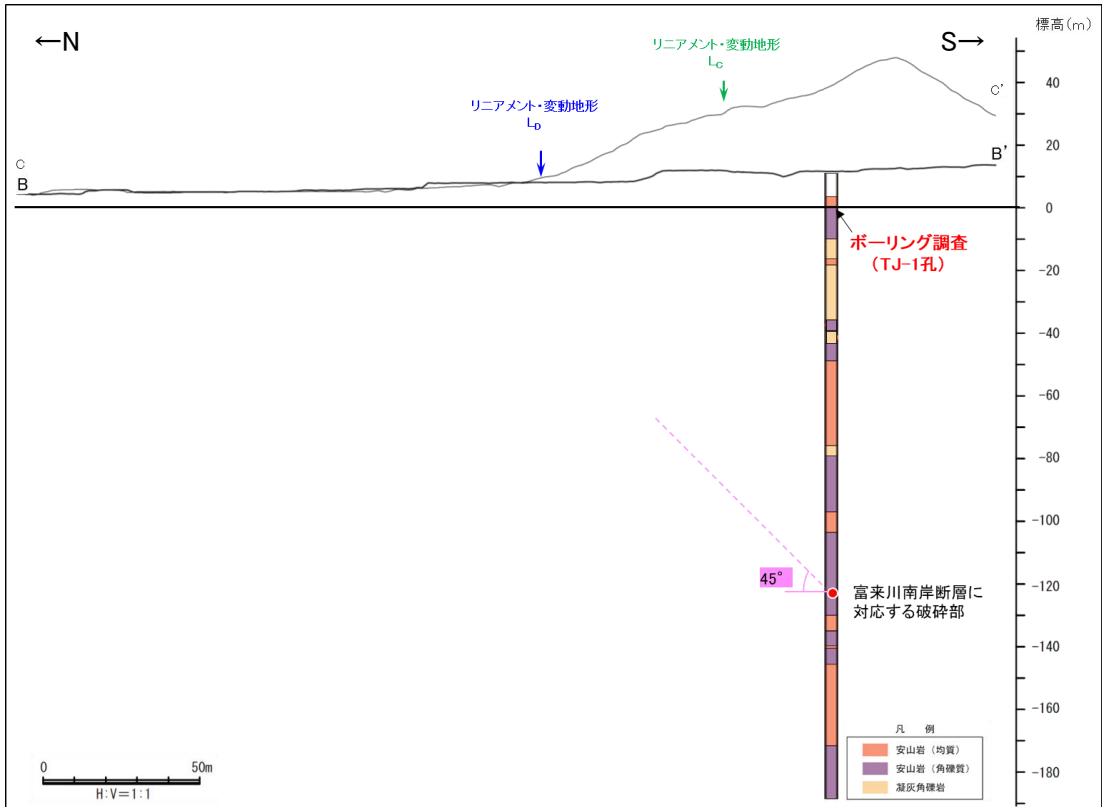 標高(m)
←N
S→
リニアメント・変動地形
LC
リニアメント・変動地形
LD
C'
B'
C
B
40
20
0
-20
-40
-60
-80
-100
-120
-140
-160
-180
ボーリング調査
(TJ-1孔)
45°
富来川南岸断層に
対応する破砕部
凡 例
安山岩(均質)
安山岩(角礫質)
凝灰角礫岩
0 50m
H:V=1:1